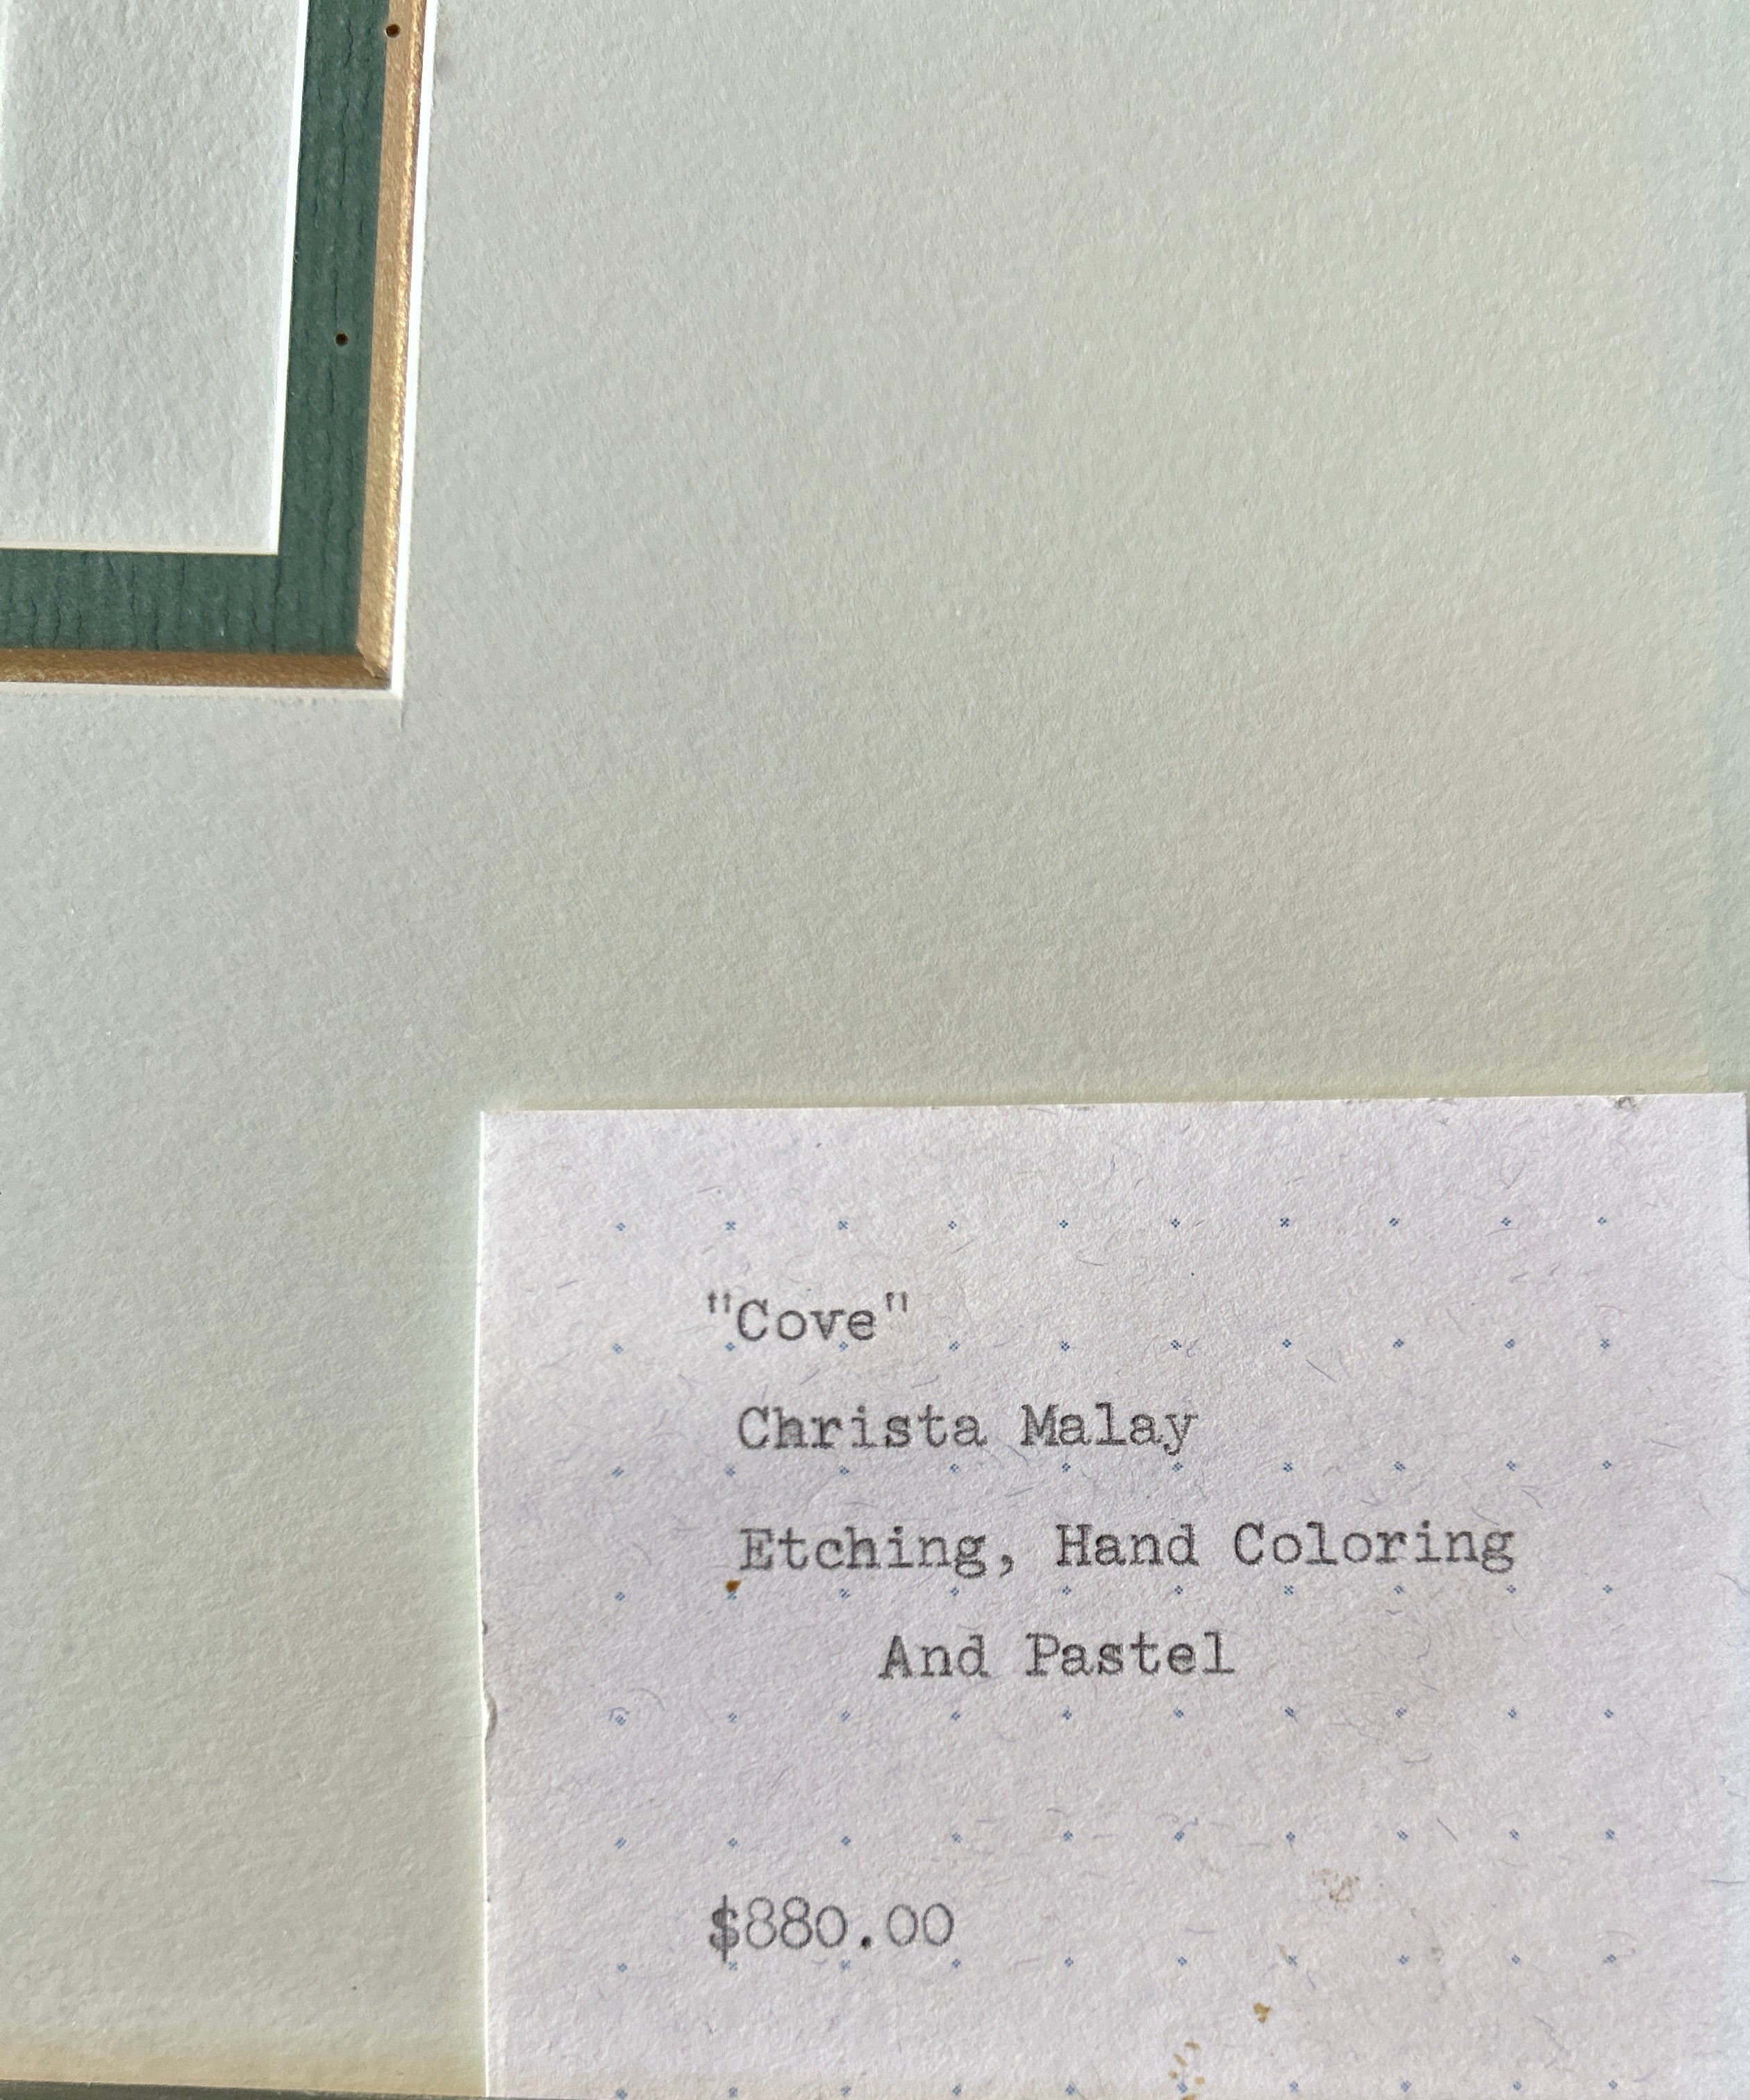 "Cove"
Christa Malay
Etching, Hand Coloring
And Pastel
$880.00